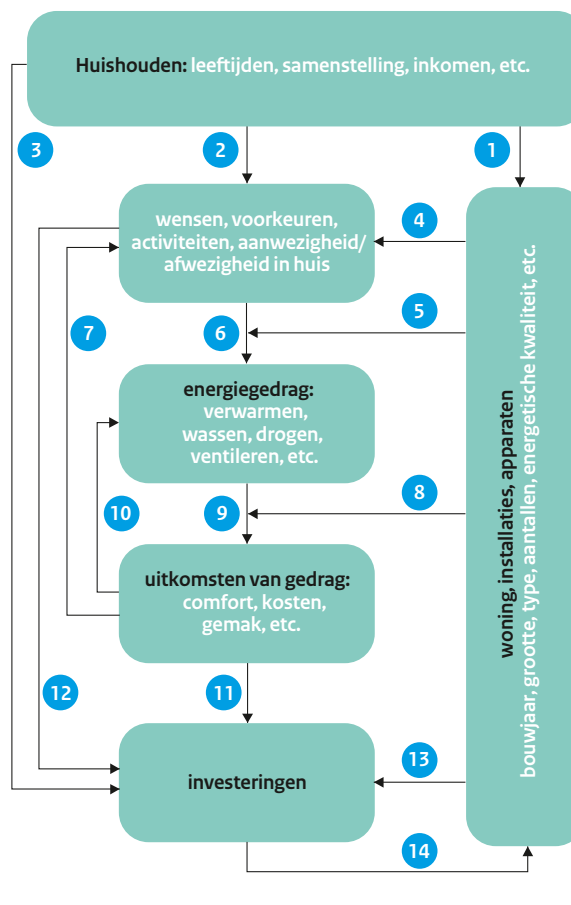 Huishouden: leeftijden, samenstelling, inkomen, etc.
3
2
1
wensen, voorkeuren,
activiteiten, aanwezigheid/
afwezigheid in huis
4
5
7
6
energiegedrag:
verwarmen,
wassen, drogen,
ventileren, etc.
8
10
9
uitkomsten van gedrag:
comfort, kosten,
gemak, etc.
woning, installaties, apparaten
bouwjaar, grootte, type, aantallen, energetische kwaliteit, etc.
12
11
13
investeringen
14